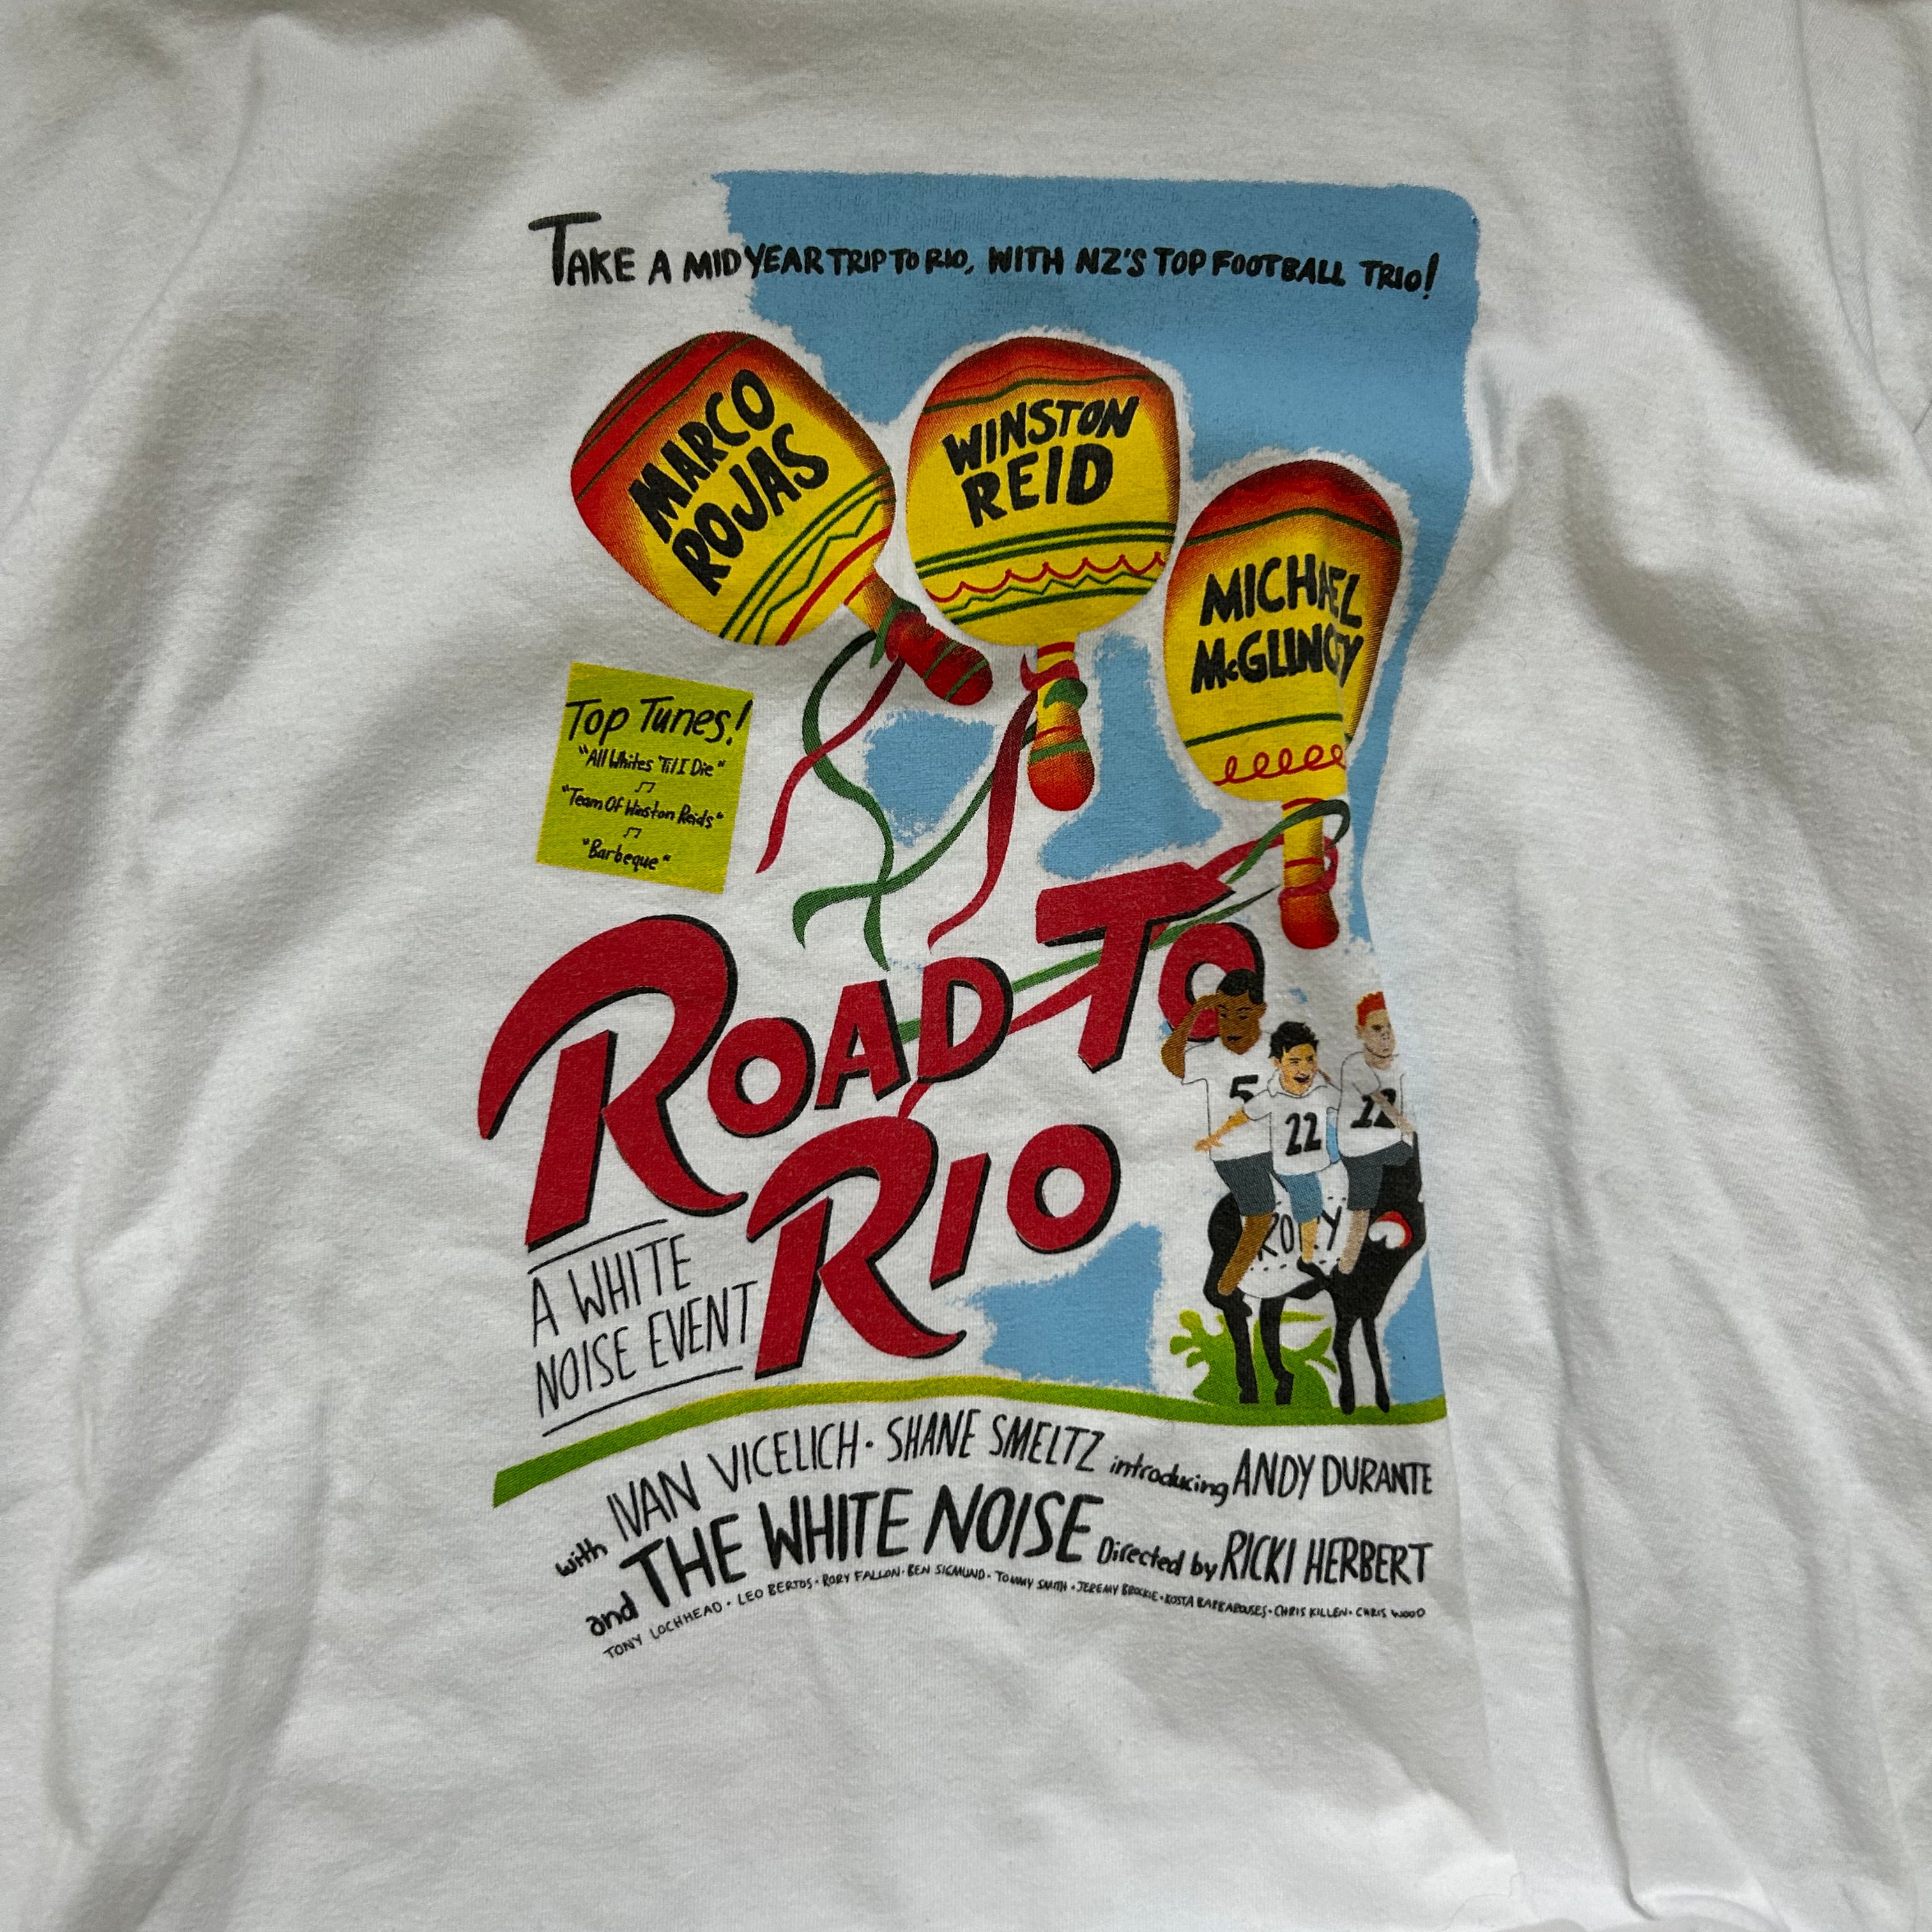 TAKE A MID YEAR TRIP TO RIO, WITH NZ'S TOP FOOTBALL TRIO!
MARCO
ROJAS
WINSTON
REID
MICHAEL
McGLINCHEY
Top Tunes!
"All Whites 'Til I Die"
"Team Of Winston Reids"
"Barbeque"
ROAD TO
RIO
5
22
12
RORY
A WHITE
NOISE EVENT
with IVAN VICELICH · SHANE SMELTZ introducing ANDY DURANTE
and THE WHITE NOISE Directed by RICKI HERBERT
TONY LOCHHEAD · LEO BERTOS · RORY FALLON · BEN SIGMUND · TOMMY SMITH · JEREMY BROCKIE · KOSTA BARBAROUSES · CHRIS KILLEN · CHRIS WOOD